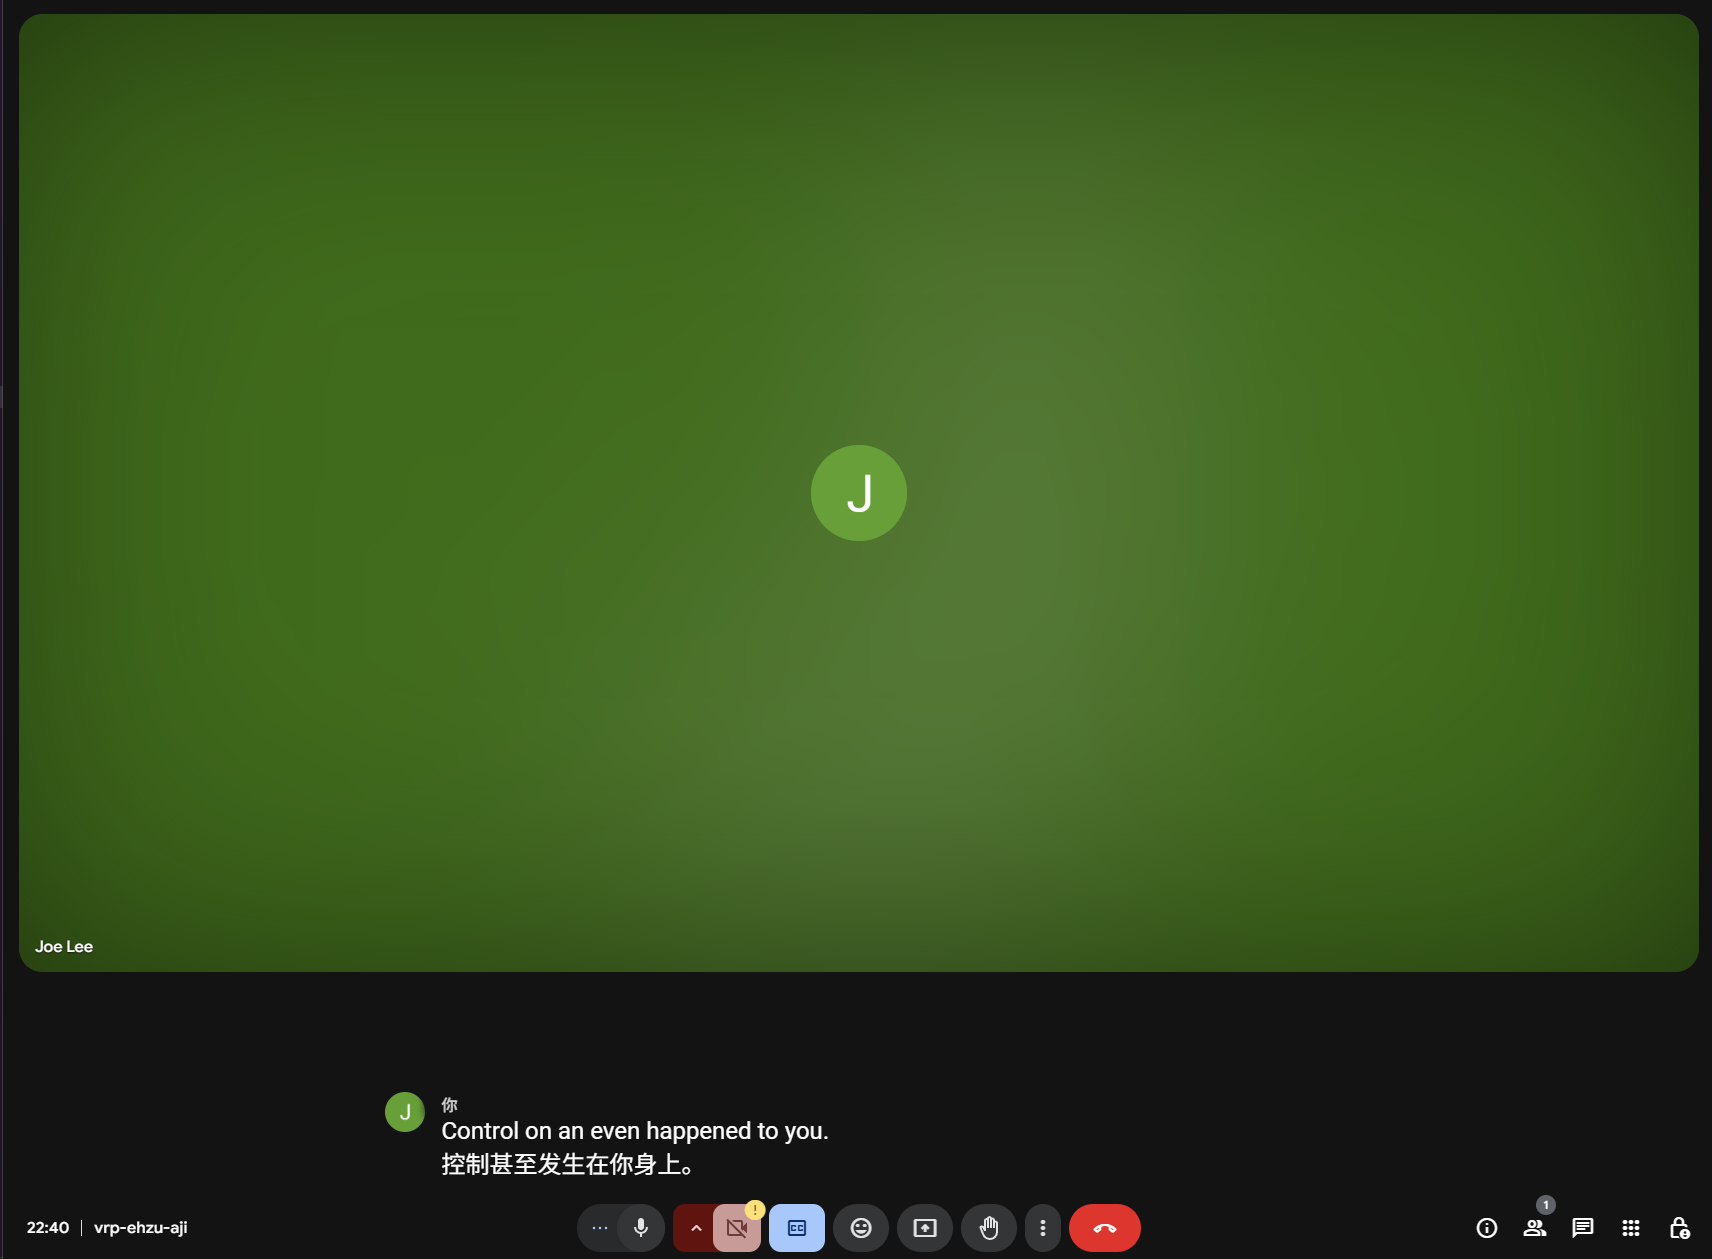 J
Joe Lee
J
你
Control on an even happened to you.
控制甚至发生在你身上。
22:40 | vrp-ehzu-aji
!
CC
1